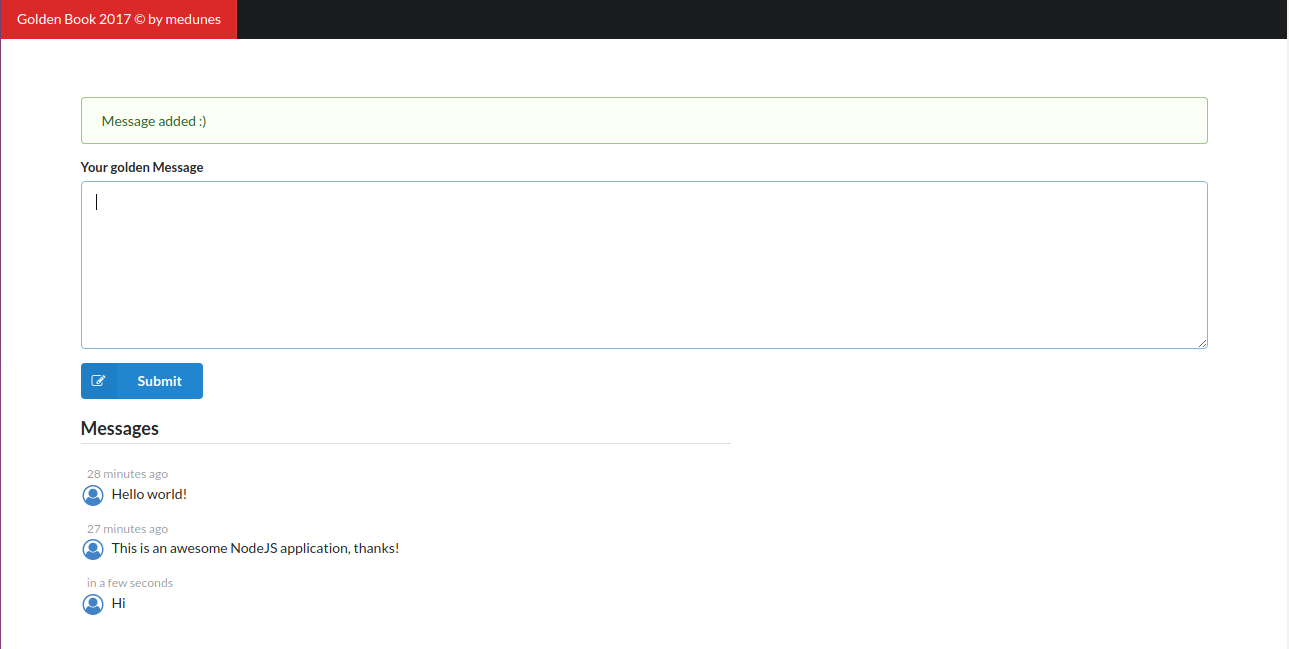 Golden Book 2017 © by medunes
Message added :)
Your golden Message
Submit
Messages
28 minutes ago
Hello world!
27 minutes ago
This is an awesome NodeJS application, thanks!
in a few seconds
Hi